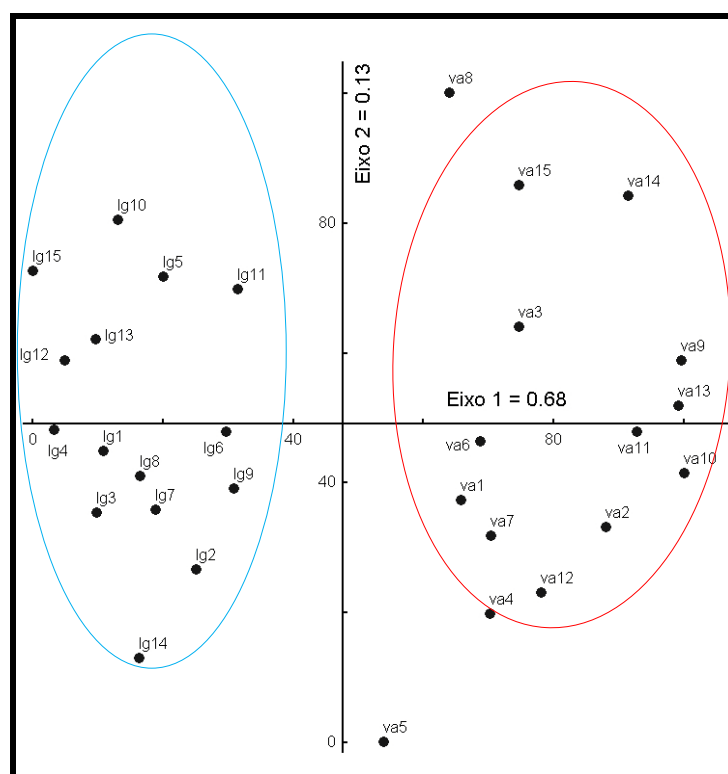 va8
Eixo 2 = 0.13
va15
va14
lg10
80
lg15
lg5
lg11
va3
lg13
lg12
va9
Eixo 1 = 0.68
va13
0
40
80
lg4
lg1
lg6
va6
va11
lg8
va10
lg9
40
va1
lg3
lg7
va7
va2
lg2
va12
va4
lg14
va5
0